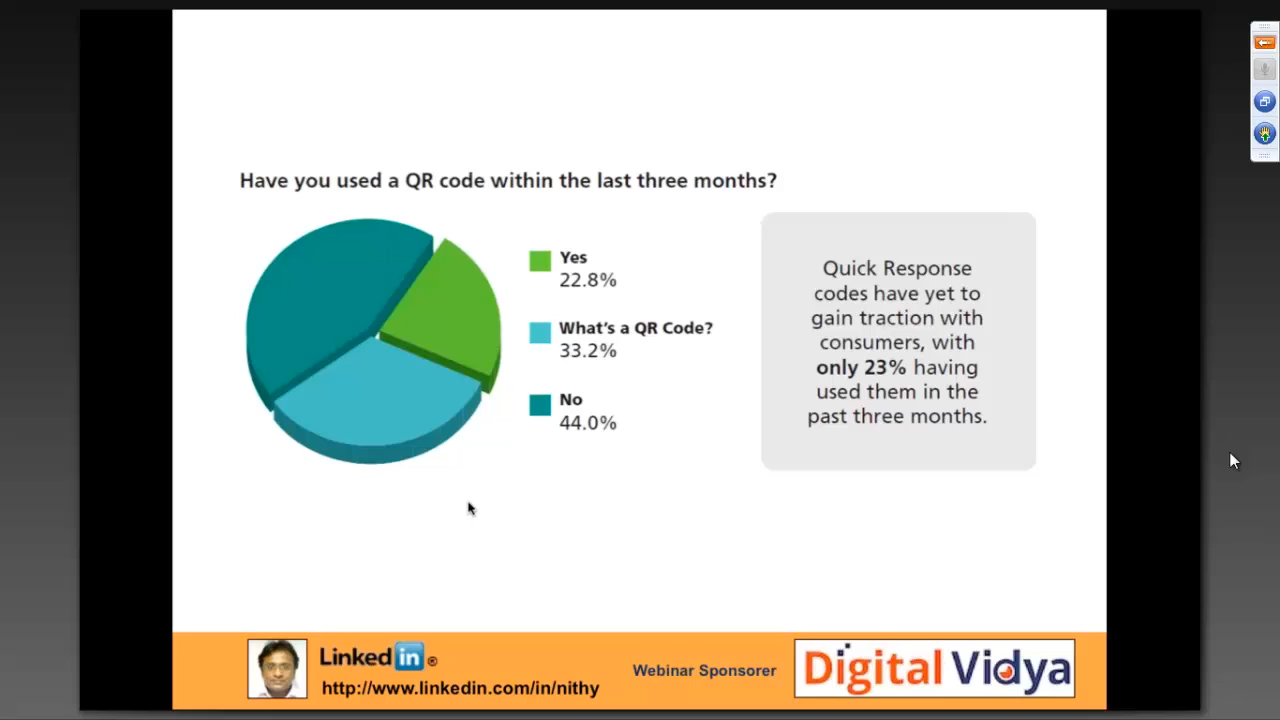 Have you used a QR code within the last three months?
Yes
22.8%
What's a QR Code?
33.2%
No
44.0%
Quick Response
codes have yet to
gain traction with
consumers, with
only 23% having
used them in the
past three months.
Linked in ®
http://www.linkedin.com/in/nithy
Webinar Sponsorer
Digital Vidya